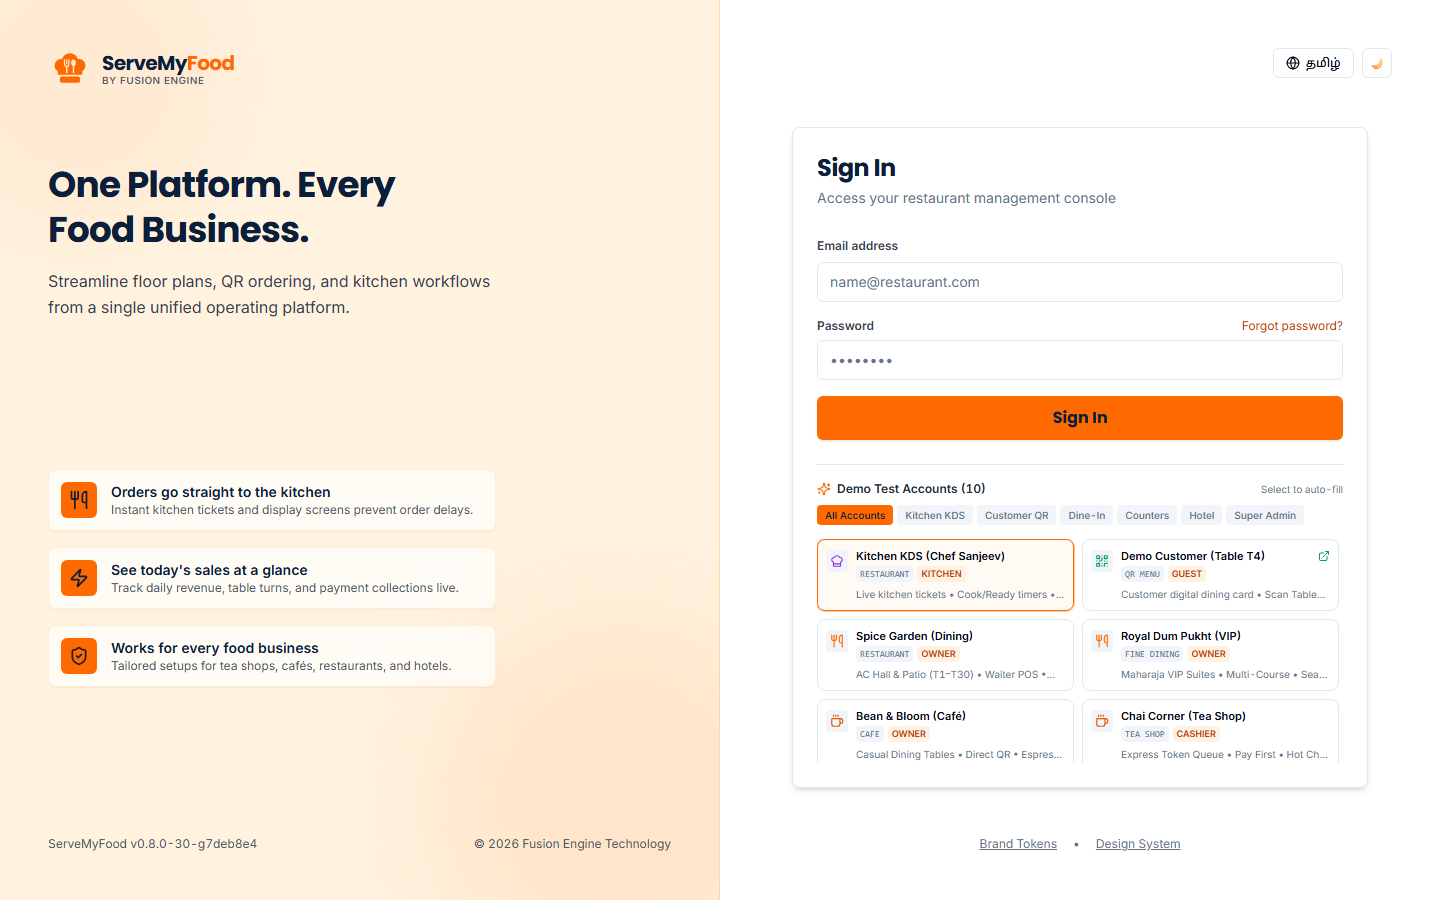 ServeMyFood
BY FUSION ENGINE
One Platform. Every
Food Business.
Streamline floor plans, QR ordering, and kitchen workflows
from a single unified operating platform.
Orders go straight to the kitchen
Instant kitchen tickets and display screens prevent order delays.
See today's sales at a glance
Track daily revenue, table turns, and payment collections live.
Works for every food business
Tailored setups for tea shops, cafés, restaurants, and hotels.
ServeMyFood v0.8.0-30-g7deb8e4
© 2026 Fusion Engine Technology
தமிழ்
Sign In
Access your restaurant management console
Email address
name@restaurant.com
Password
Forgot password?
Sign In
Demo Test Accounts (10)
Select to auto-fill
All Accounts
Kitchen KDS
Customer QR
Dine-In
Counters
Hotel
Super Admin
Kitchen KDS (Chef Sanjeev)
RESTAURANT KITCHEN
Live kitchen tickets • Cook/Ready timers •...
Demo Customer (Table T4)
QR MENU GUEST
Customer digital dining card • Scan Table...
Spice Garden (Dining)
RESTAURANT OWNER
AC Hall & Patio (T1–T30) • Waiter POS •...
Royal Dum Pukht (VIP)
FINE DINING OWNER
Maharaja VIP Suites • Multi-Course • Sea...
Bean & Bloom (Café)
CAFE OWNER
Casual Dining Tables • Direct QR • Espres...
Chai Corner (Tea Shop)
TEA SHOP CASHIER
Express Token Queue • Pay First • Hot Ch...
Brand Tokens • Design System